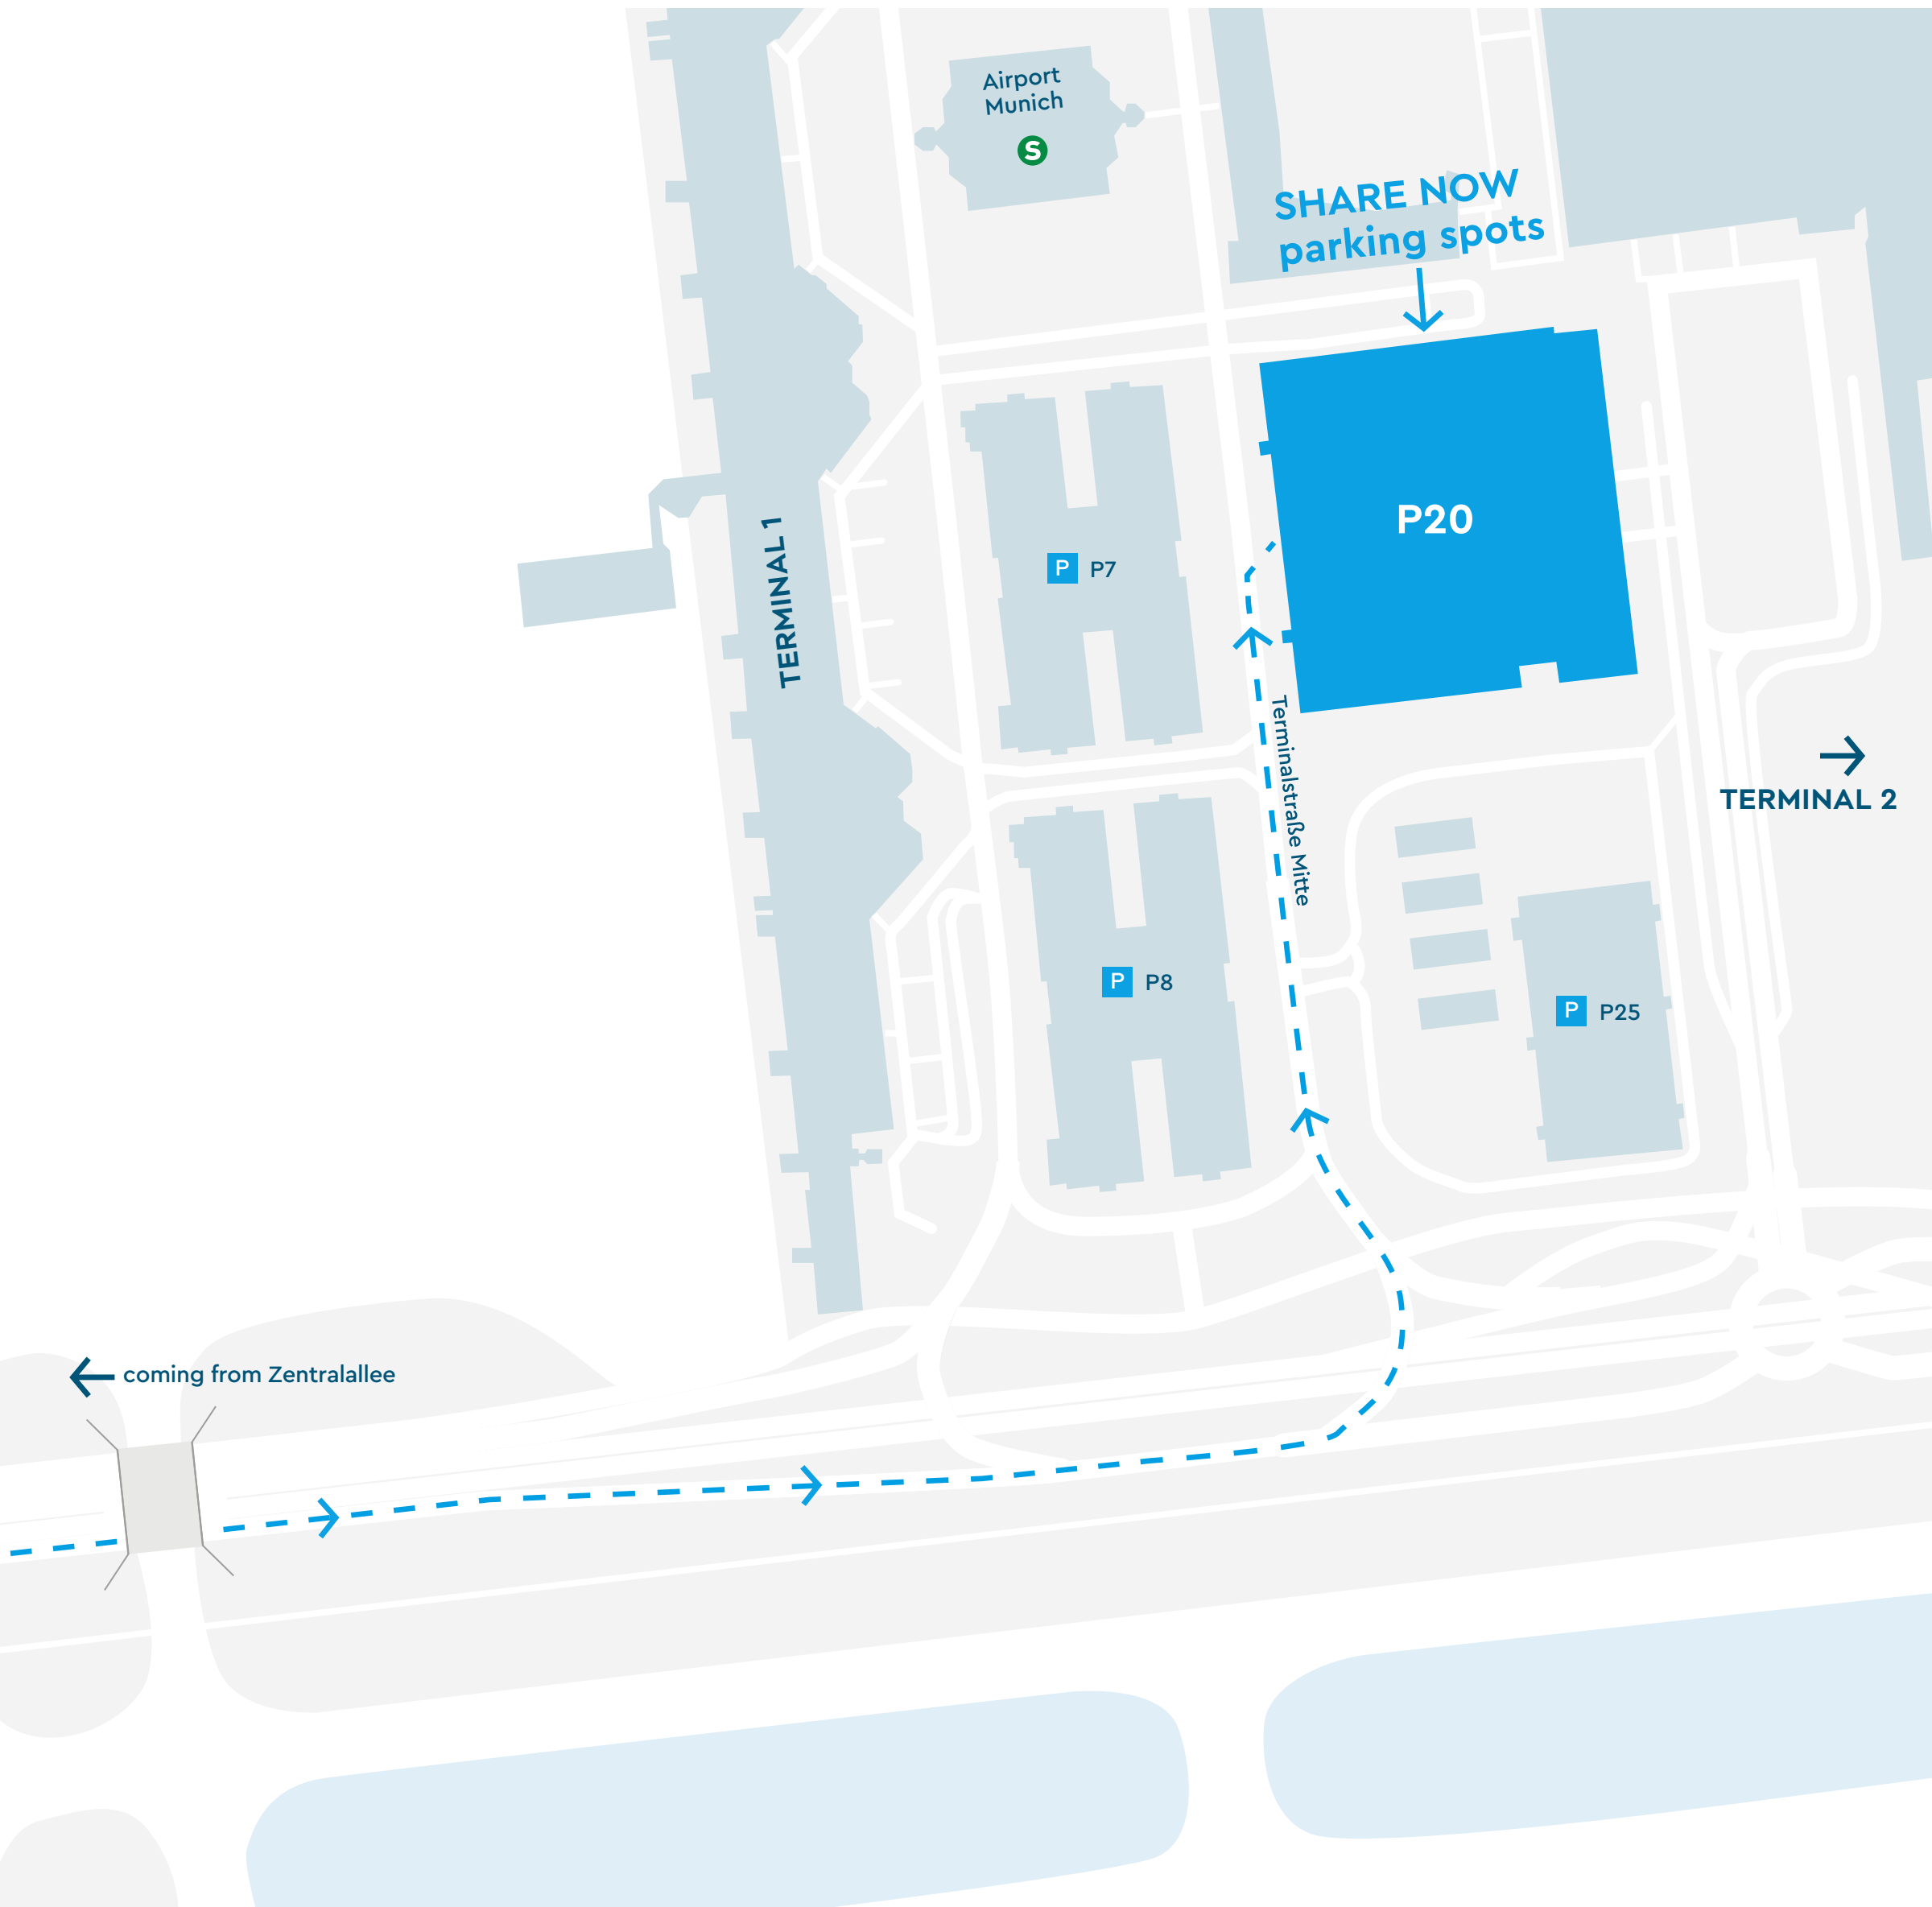 Airport
Munich
S
SHARE NOW
parking spots
P20
TERMINAL 1
P P7
Terminalstraße Mitte
TERMINAL 2
P P8
P P25
coming from Zentralallee